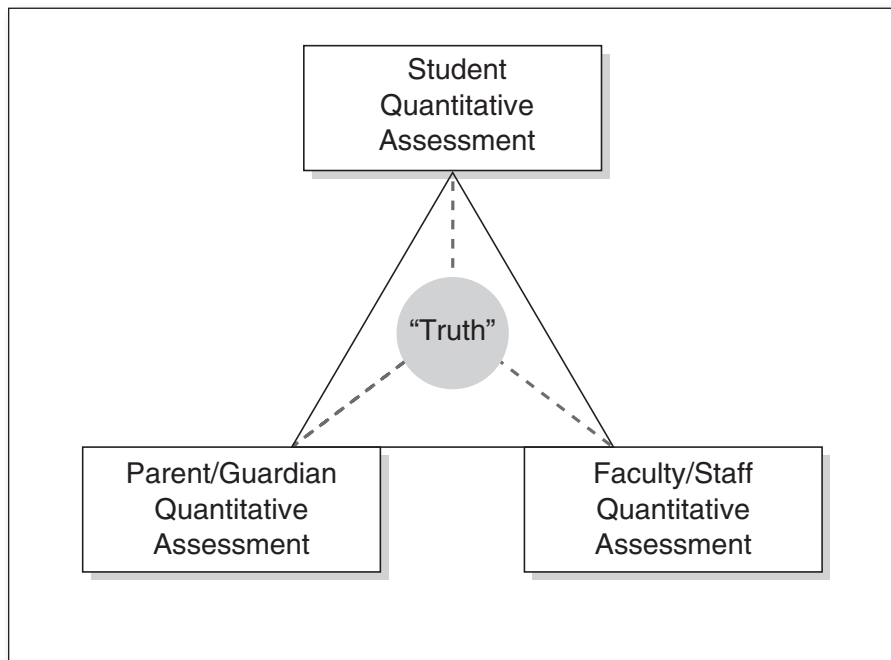 Student
Quantitative
Assessment
“Truth”
Parent/Guardian
Quantitative
Assessment
Faculty/Staff
Quantitative
Assessment